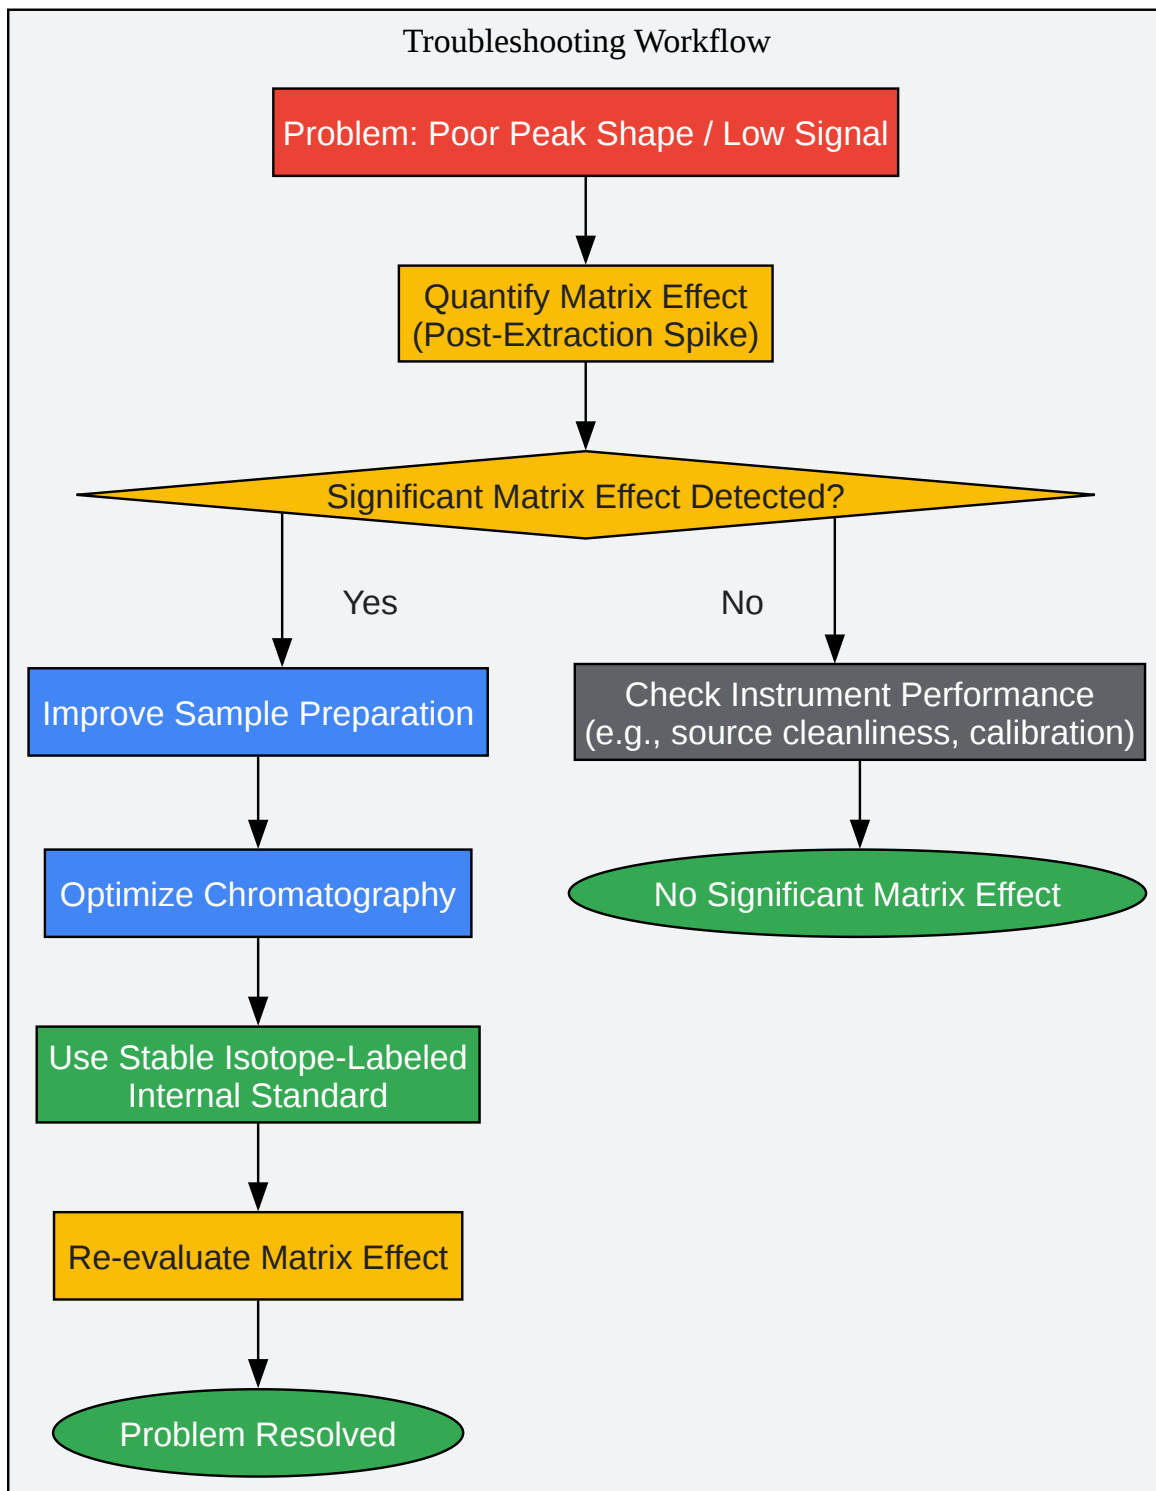 Troubleshooting Workflow
Problem: Poor Peak Shape / Low Signal
Quantify Matrix Effect
(Post-Extraction Spike)
Significant Matrix Effect Detected?
Yes
No
Improve Sample Preparation
Check Instrument Performance
(e.g., source cleanliness, calibration)
Optimize Chromatography
No Significant Matrix Effect
Use Stable Isotope-Labeled
Internal Standard
Re-evaluate Matrix Effect
Problem Resolved